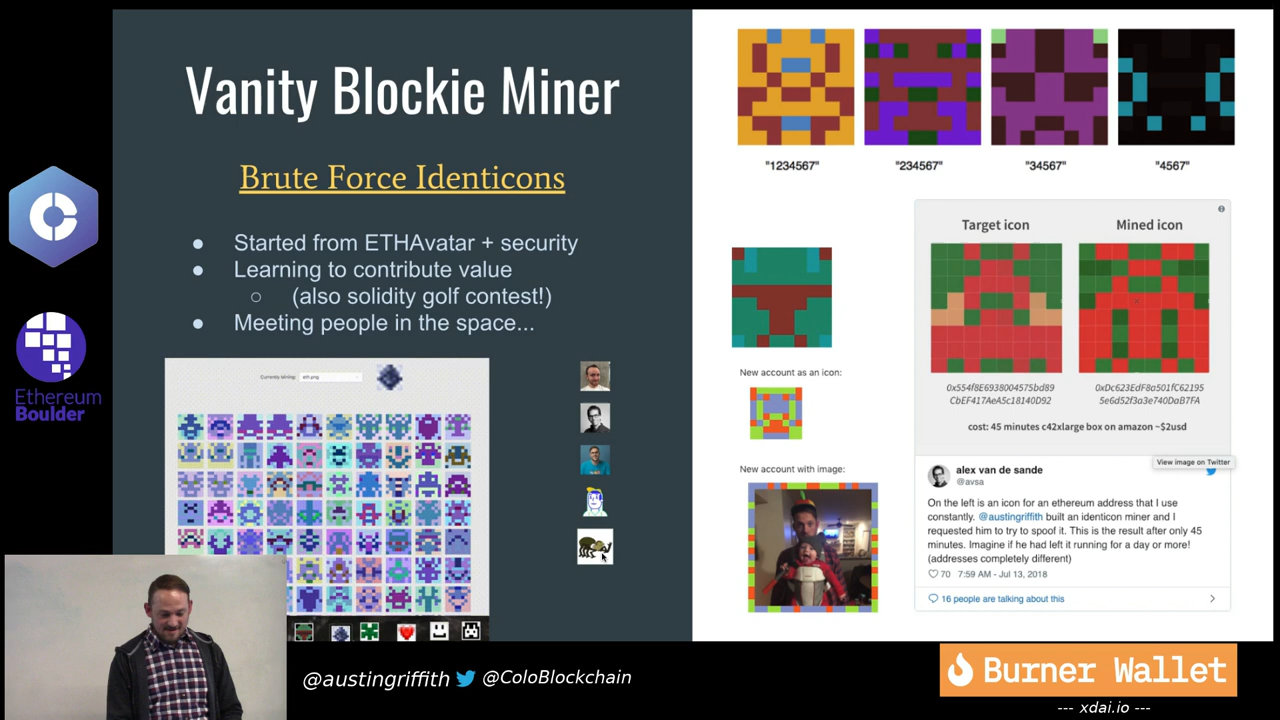 Vanity Blockie Miner
Brute Force Identicons
● Started from ETHAvatar + security
● Learning to contribute value
○ (also solidity golf contest!)
● Meeting people in the space...
Currently Mining: eth.png
"1234567" "234567" "34567" "4567"
Target icon Mined icon
0x554f8E6938004575bd89
CbEF417AeA5c18140D92
0xDc623EdF8a501fC62195
5e6d52f3a3e740DaB7FA
cost: 45 minutes c42xlarge box on amazon ~$2usd
New account as an icon:
New account with image:
View image on Twitter
alex van de sande
@avsa
On the left is an icon for an ethereum address that I use
constantly. @austingriffith built an identicon miner and I
requested him to try to spoof it. This is the result after only 45
minutes. Imagine if he had left it running for a day or more!
(addresses completely different)
70 7:59 AM - Jul 13, 2018
16 people are talking about this
Ethereum
Boulder
@austingriffith @ColoBlockchain
Burner Wallet
--- xdai.io ---